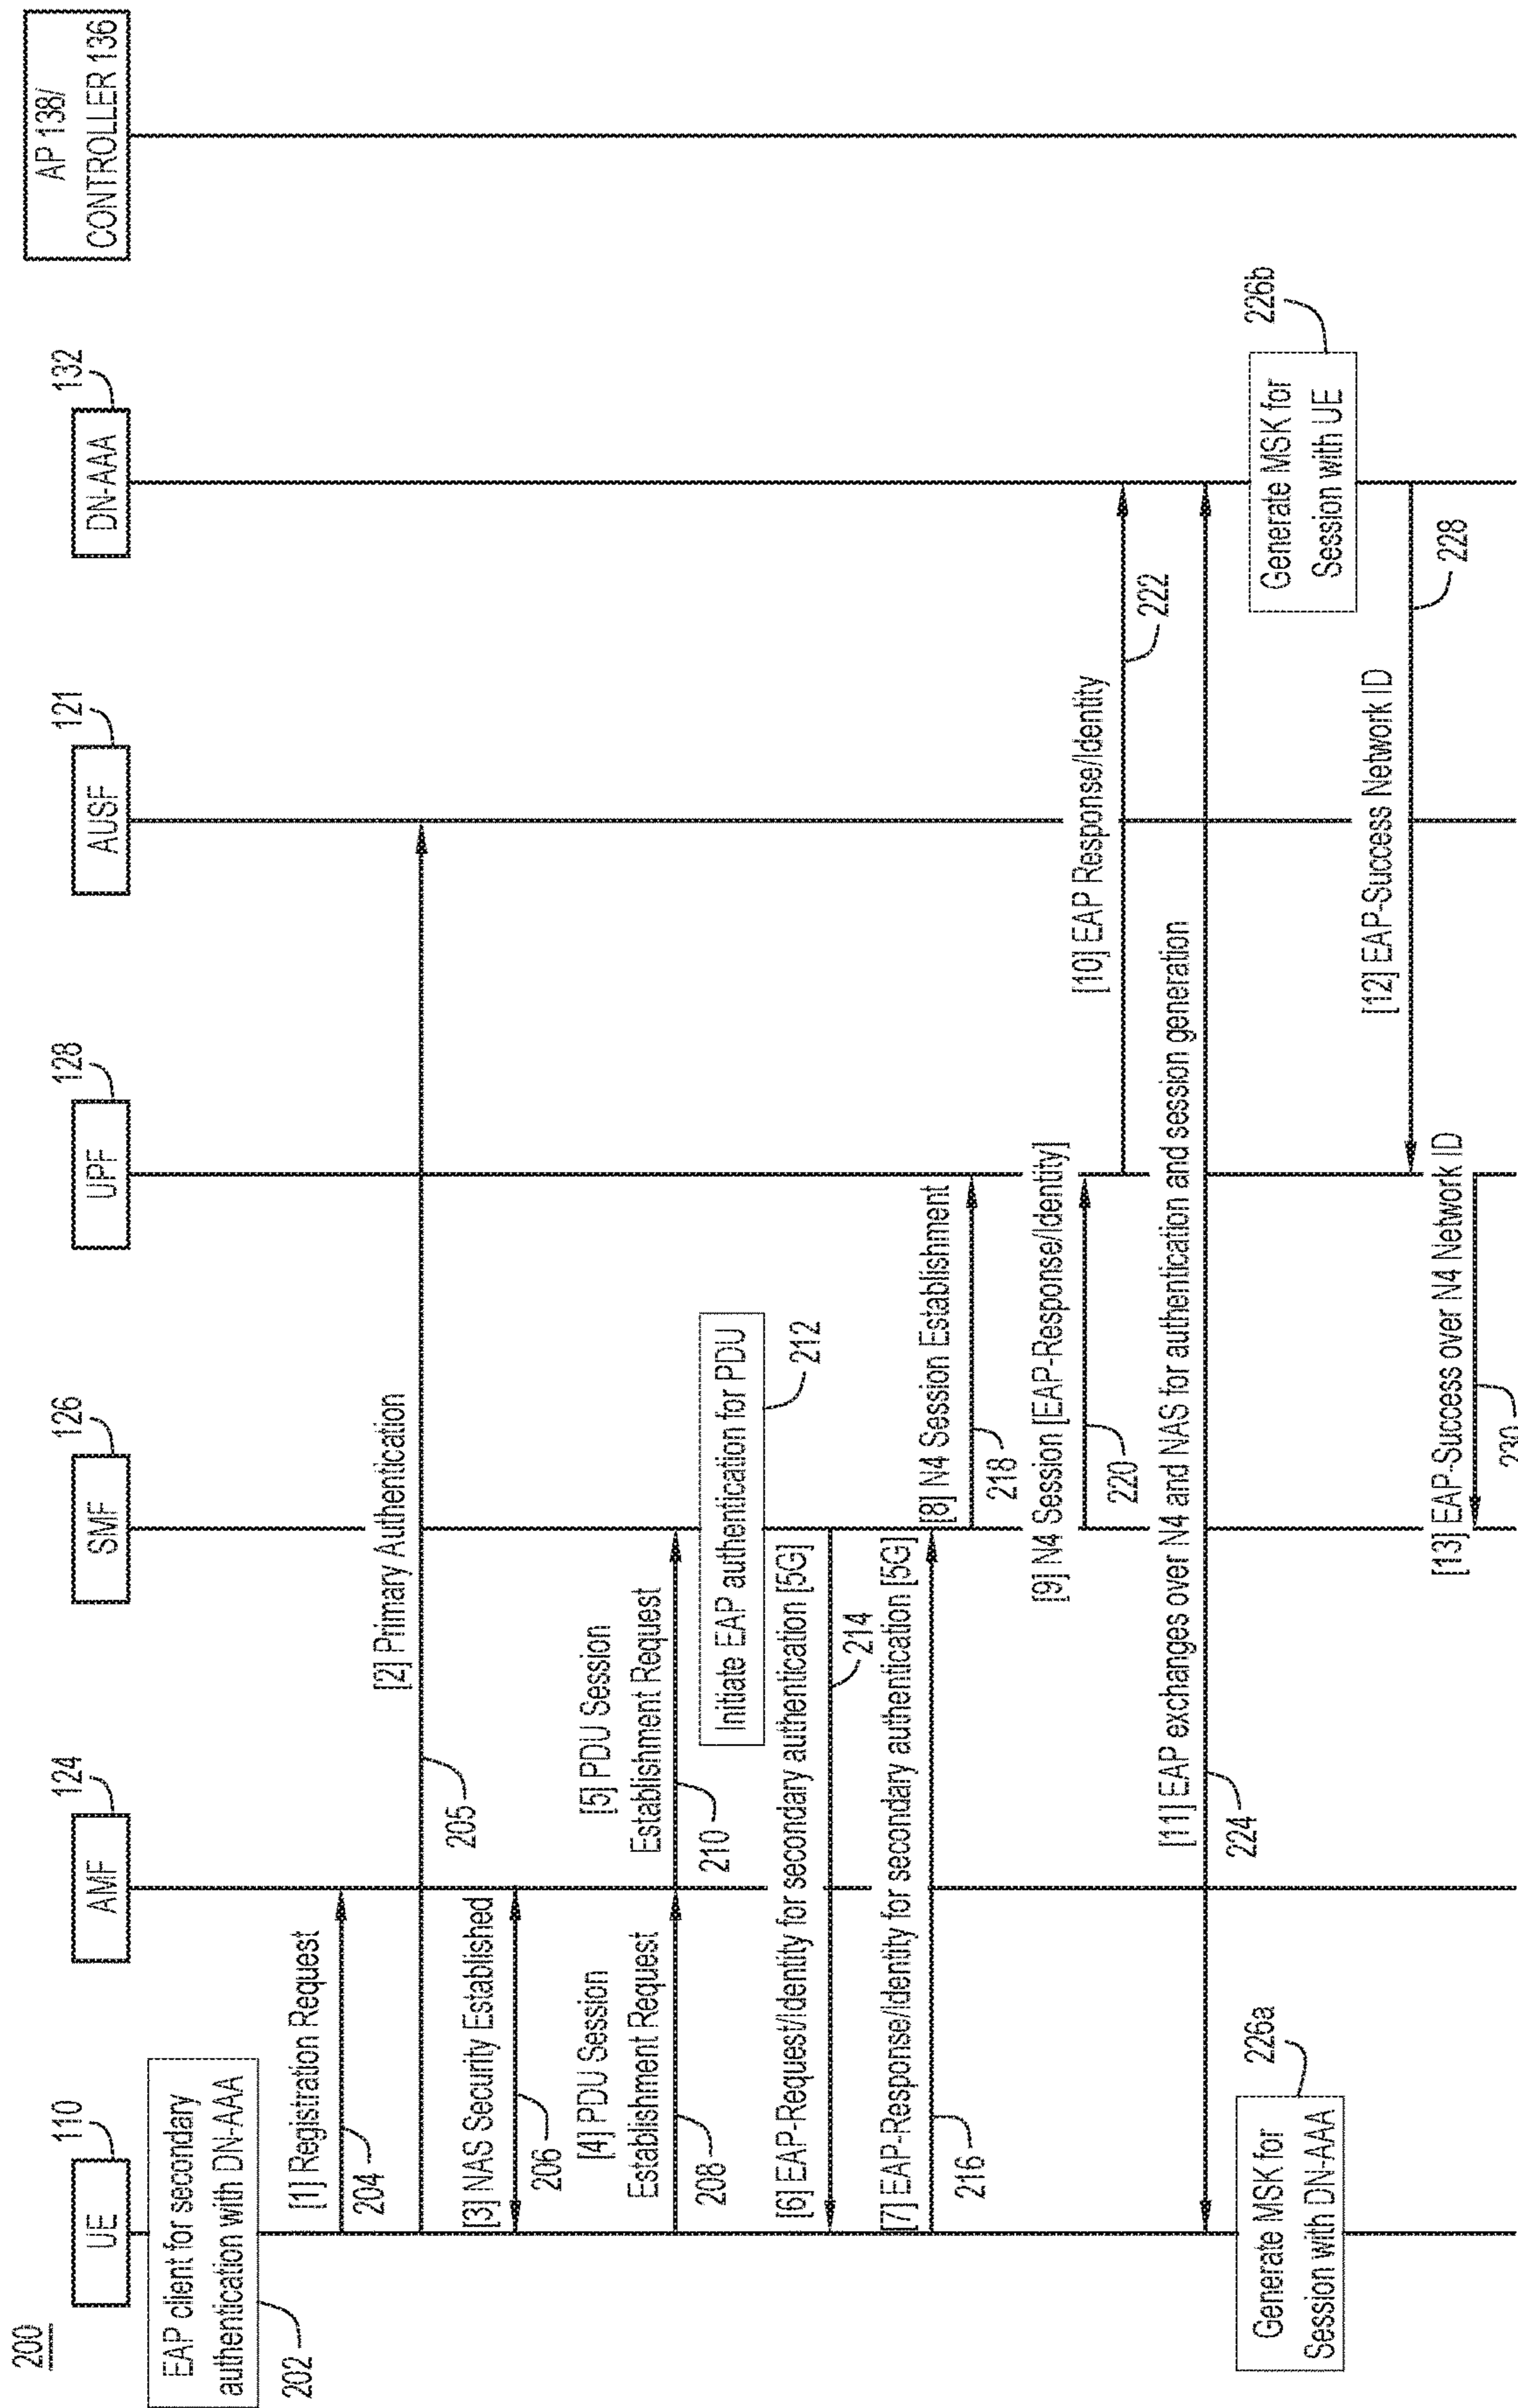 200
UE
110
AMF
124
SMF
126
UPF
128
AUSF
121
DN-AAA
132
AP 138/
CONTROLLER 136
EAP client for secondary
authentication with DN-AAA
202
[1] Registration Request
204
[2] Primary Authentication
205
[3] NAS Security Established
206
[4] PDU Session
Establishment Request
208
[5] PDU Session
Establishment Request
210
Initiate EAP authentication for PDU
212
[6] EAP-Request/Identity for secondary authentication [5G]
214
[7] EAP-Response/Identity for secondary authentication [5G]
216
[8] N4 Session Establishment
218
[9] N4 Session [EAP-Response/Identity]
220
[10] EAP Response/Identity
222
[11] EAP exchanges over N4 and NAS for authentication and session generation
224
Generate MSK for
Session with DN-AAA
226a
Generate MSK for
Session with UE
226b
[12] EAP-Success Network ID
228
[13] EAP-Success over N4 Network ID
230